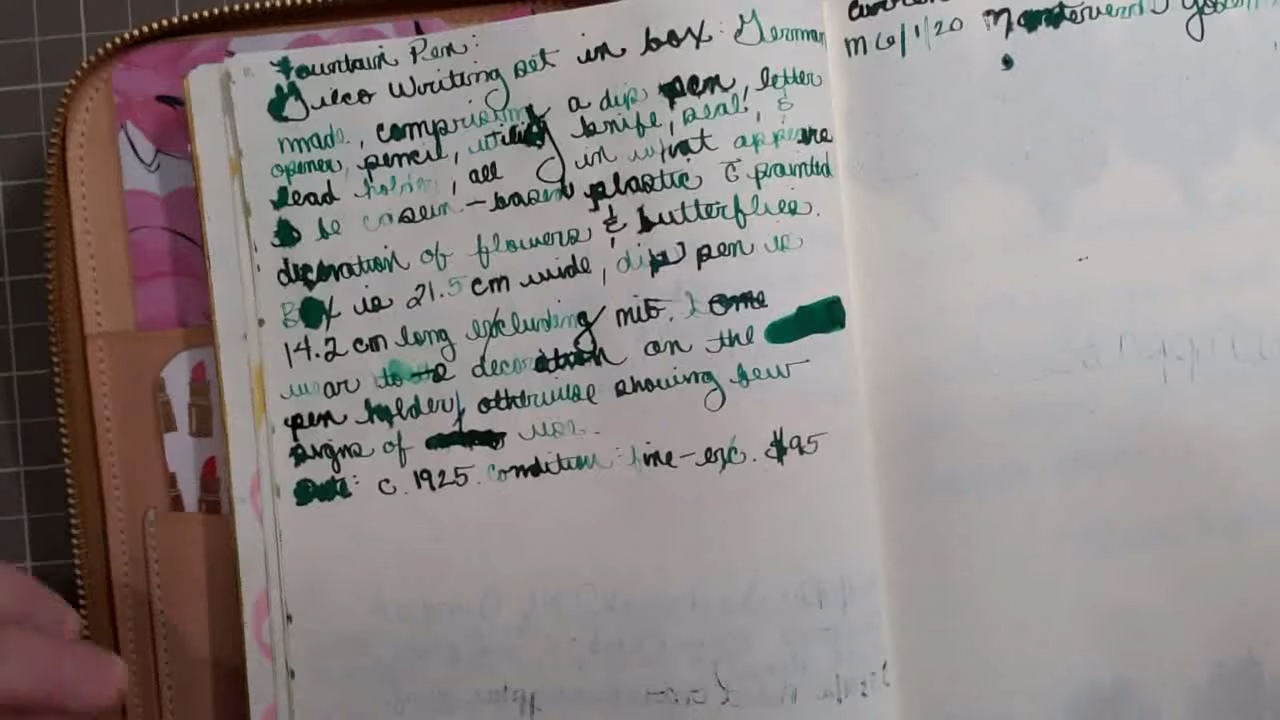 Fountain Pen:
Writing set in box: German
made, comprising a dip pen, letter
opener, pencil, utility knife, seal, &
lead holder, all in what appears
to be casein-based plastic c̄ painted
decoration of flowers & butterflies.
Box is 21.5 cm wide, dip pen is
14.2 cm long excluding nib. Some
wear to the decoration on the
pen holder, otherwise showing few
signs of use.
Date: c. 1925. condition: fine-exc. $95
6/1/20